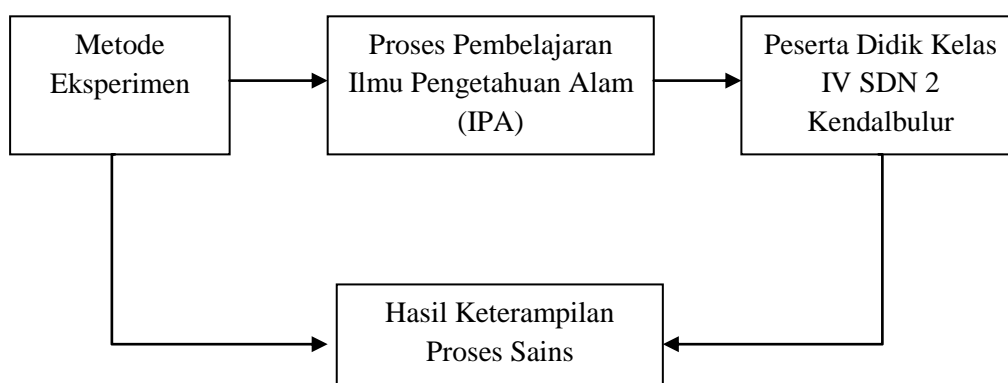 Metode
Eksperimen
Proses Pembelajaran
Ilmu Pengetahuan Alam
(IPA)
Peserta Didik Kelas
IV SDN 2
Kendalbulur
Hasil Keterampilan
Proses Sains